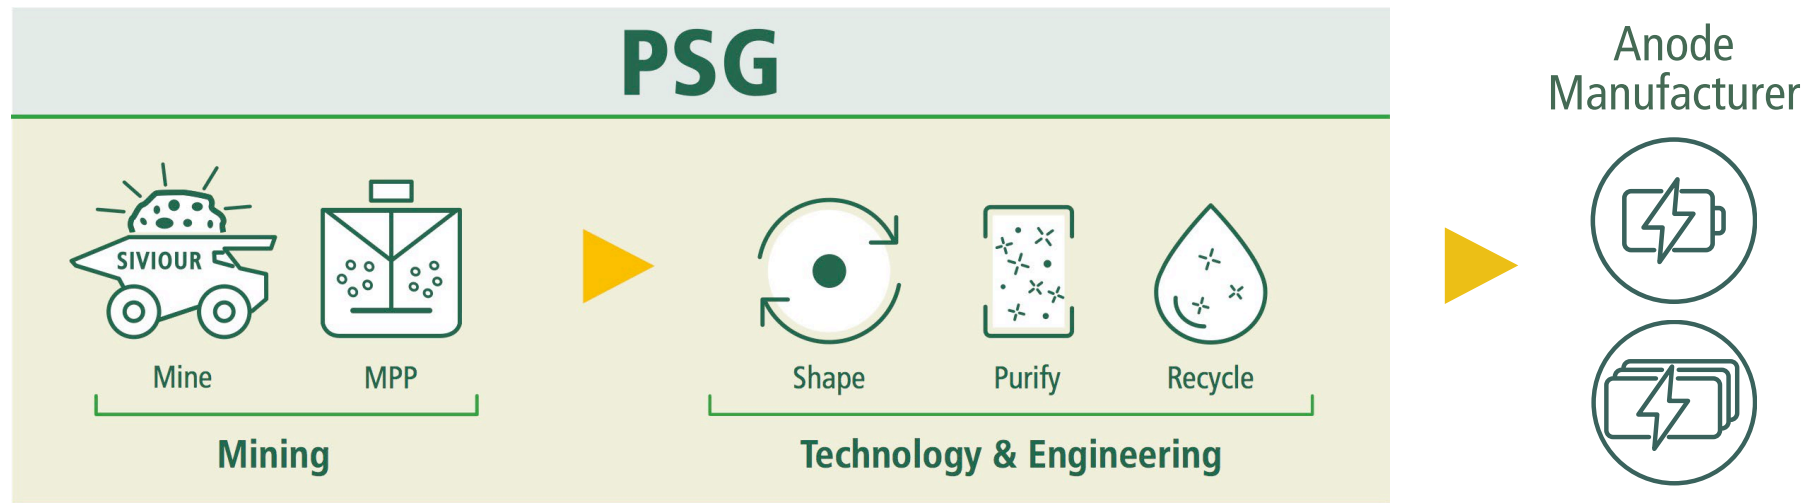 PSG
Anode
Manufacturer
SIVIOUR
Mine
MPP
Shape
Purify
Recycle
Mining
Technology & Engineering